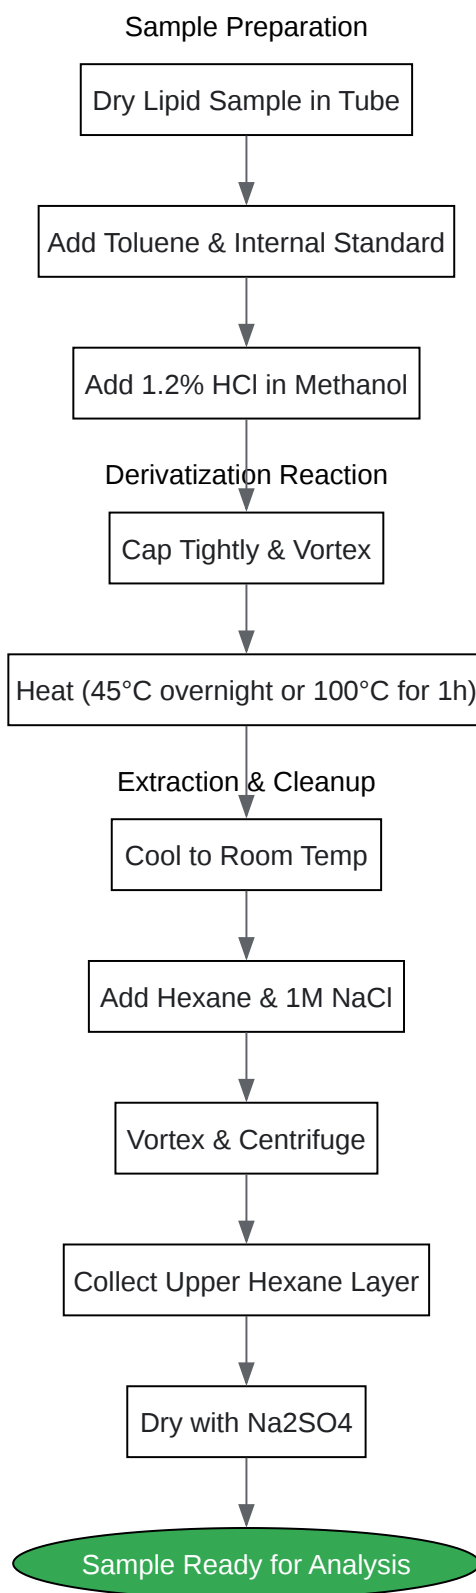 Sample Preparation
Dry Lipid Sample in Tube
Add Toluene & Internal Standard
Add 1.2% HCl in Methanol
Derivatization Reaction
Cap Tightly & Vortex
Heat (45°C overnight or 100°C for 1h)
Extraction & Cleanup
Cool to Room Temp
Add Hexane & 1M NaCl
Vortex & Centrifuge
Collect Upper Hexane Layer
Dry with Na2SO4
Sample Ready for Analysis